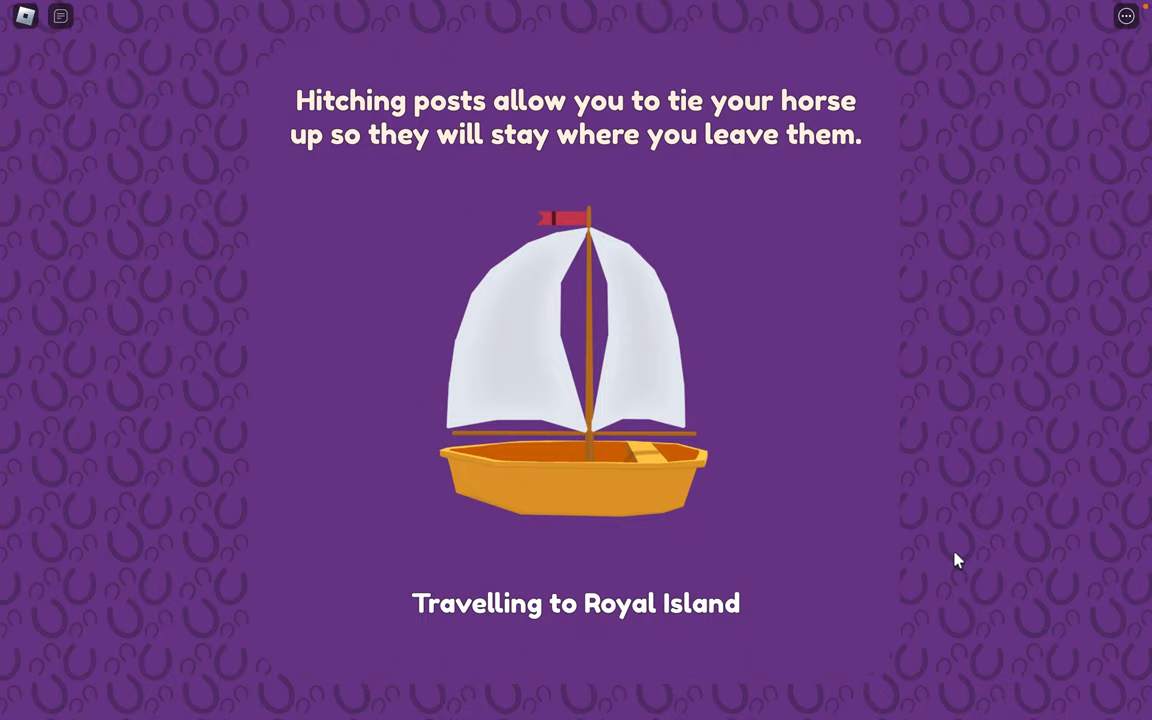 Hitching posts allow you to tie your horse
up so they will stay where you leave them.
Travelling to Royal Island